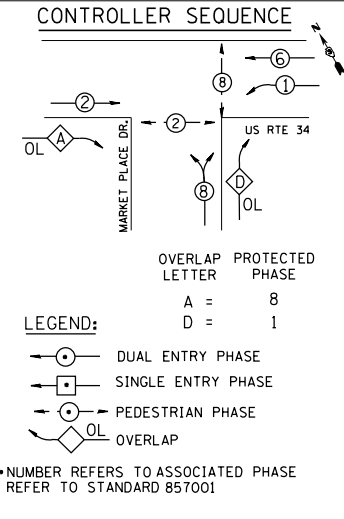 CONTROLLER SEQUENCE
N
6
8
1
2
2
US RTE 34
A
OL
MARKET PLACE DR.
8
D
OL
OVERLAP PROTECTED
LETTER PHASE
A = 8
D = 1
LEGEND:
DUAL ENTRY PHASE
SINGLE ENTRY PHASE
PEDESTRIAN PHASE
OL
OVERLAP
•NUMBER REFERS TO ASSOCIATED PHASE
REFER TO STANDARD 857001